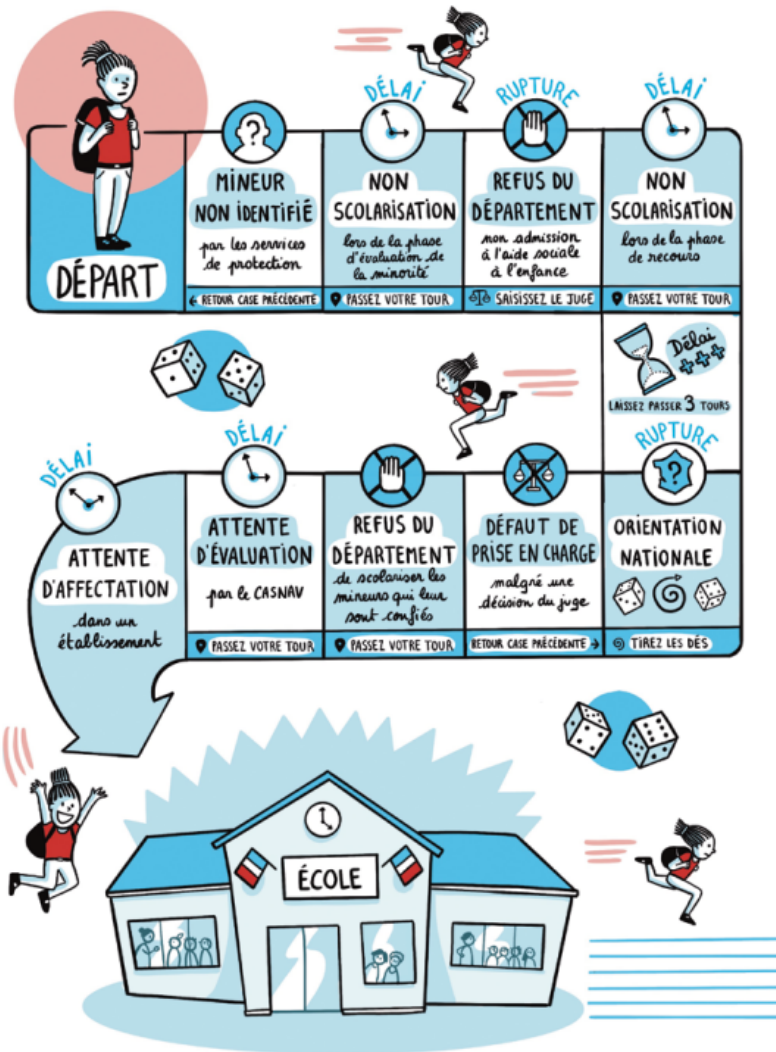 DÉPART
MINEUR
NON IDENTIFIÉ
par les services
de protection
← RETOUR CASE PRÉCÉDENTE
DÉLAI
NON
SCOLARISATION
lors de la phase
d'évaluation de
la minorité
PASSEZ VOTRE TOUR
RUPTURE
REFUS DU
DÉPARTEMENT
non admission
à l'aide sociale
à l'enfance
SAISISSEZ LE JUGE
DÉLAI
NON
SCOLARISATION
lors de la phase
de recours
PASSEZ VOTRE TOUR
Délai
+++
LAISSEZ PASSER 3 TOURS
RUPTURE
ORIENTATION
NATIONALE
TIREZ LES DÉS
DÉFAUT DE
PRISE EN CHARGE
malgré une
décision du juge
RETOUR CASE PRÉCÉDENTE →
REFUS DU
DÉPARTEMENT
de scolariser les
mineurs qui leur
sont confiés
PASSEZ VOTRE TOUR
DÉLAI
ATTENTE
D'ÉVALUATION
par le CASNAV
PASSEZ VOTRE TOUR
DÉLAI
ATTENTE
D'AFFECTATION
dans un
établissement
ÉCOLE